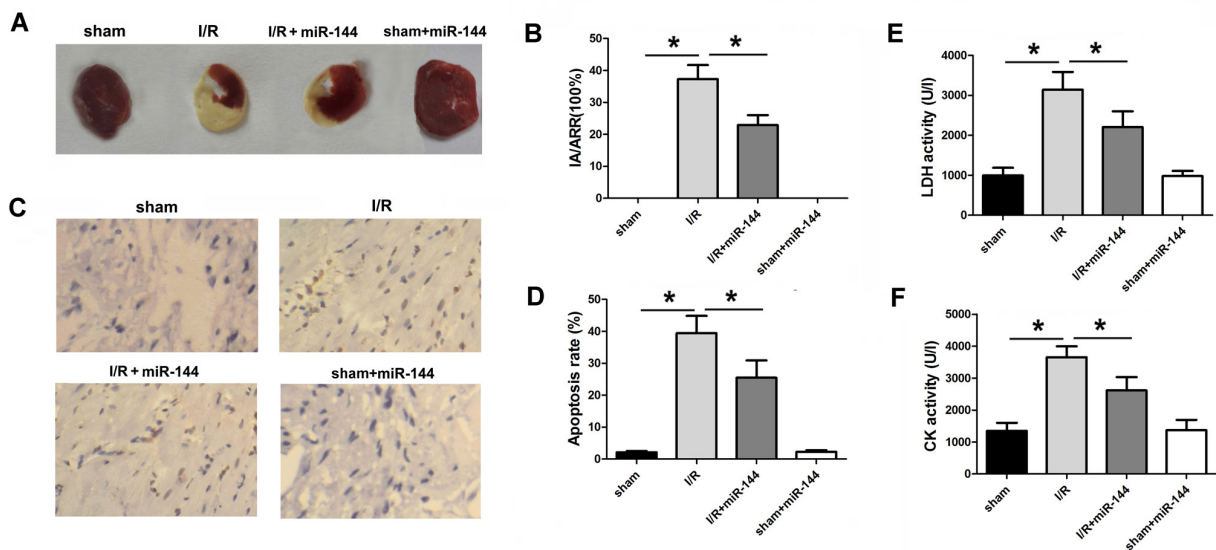 A
sham
I/R
I/R + miR-144
sham+miR-144
B
IA/ARR(100%)
50
40
30
20
10
0
*
*
sham
I/R
I/R+miR-144
sham+miR-144
C
sham
I/R
I/R + miR-144
sham+miR-144
D
Apoptosis rate (%)
50
40
30
20
10
0
*
*
sham
I/R
I/R+miR-144
sham+miR-144
E
LDH activity (U/l)
4000
3000
2000
1000
0
*
*
sham
I/R
I/R+miR-144
sham+miR-144
F
CK activity (U/l)
5000
4000
3000
2000
1000
0
*
*
sham
I/R
I/R+miR-144
sham+miR-144